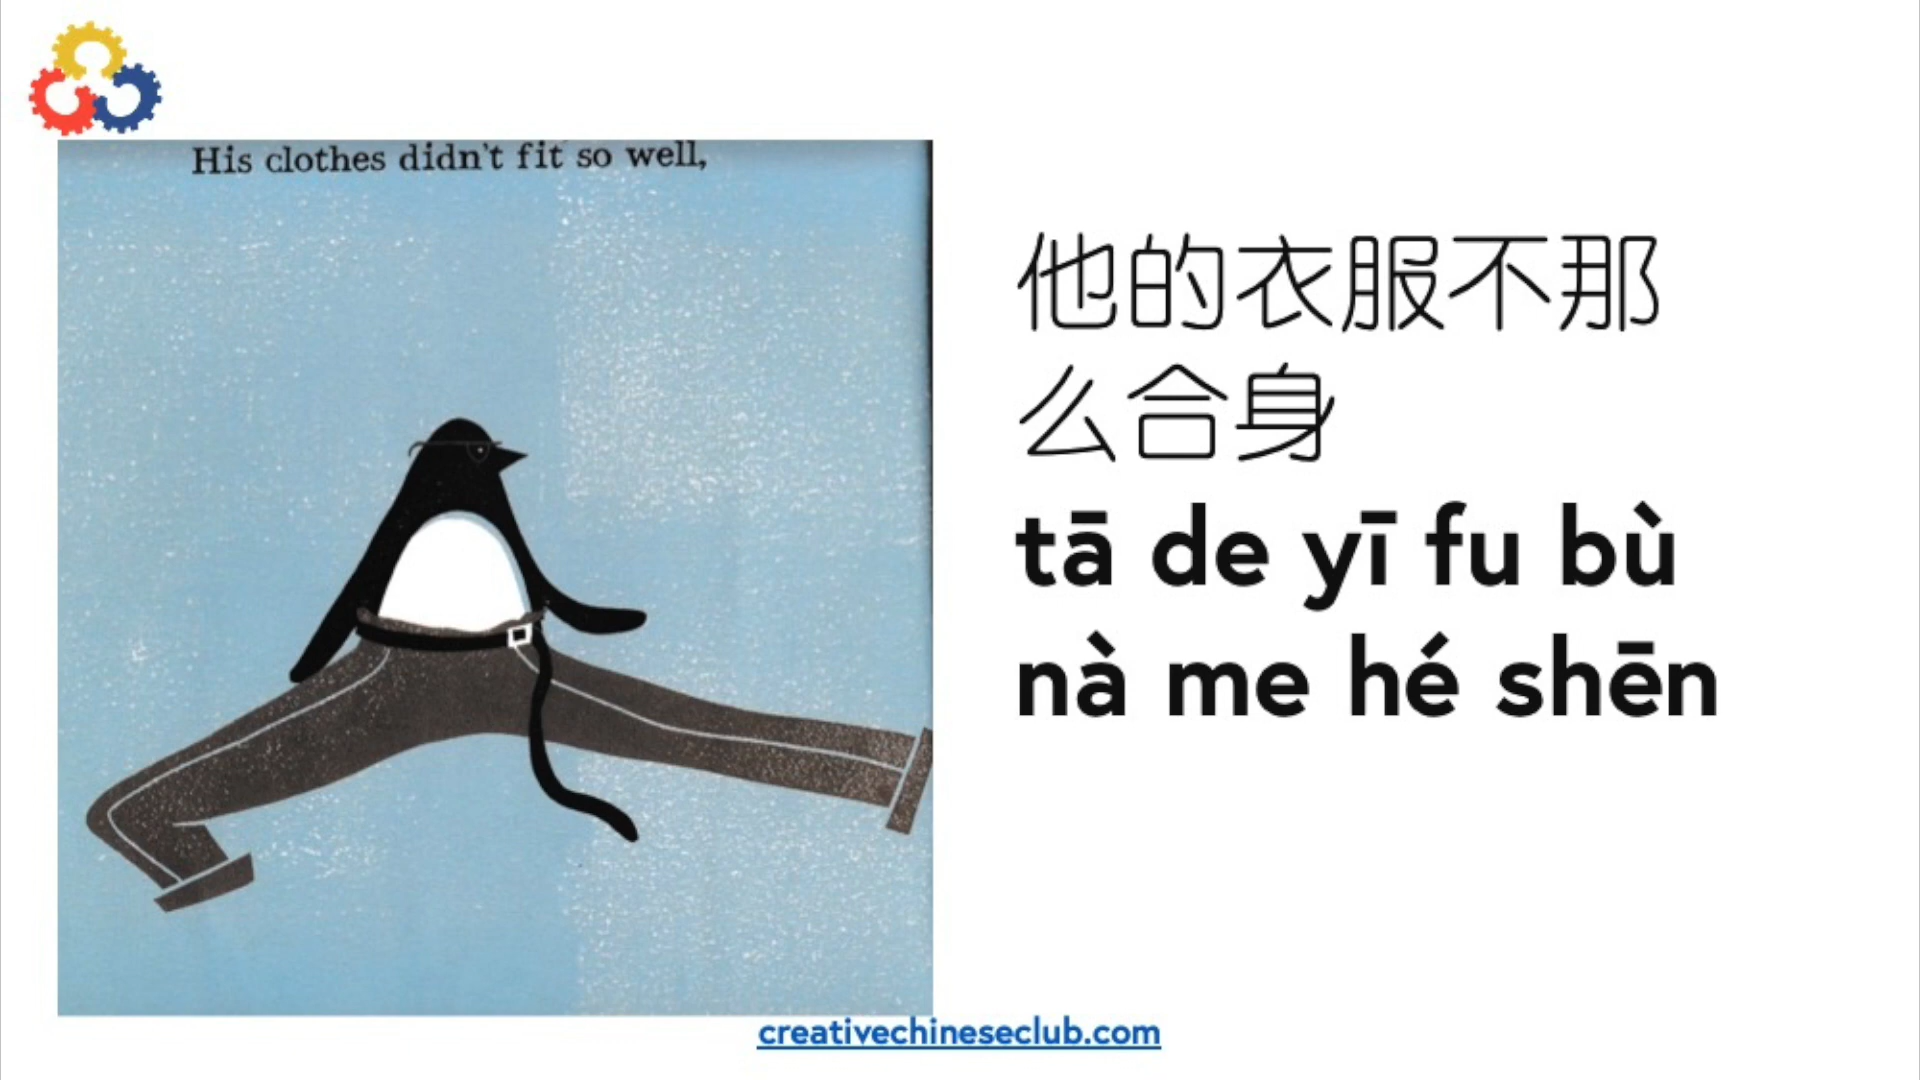 His clothes didn't fit so well,
他的衣服不那
么合身
tā de yī fu bù
nà me hé shēn
creativechineseclub.com